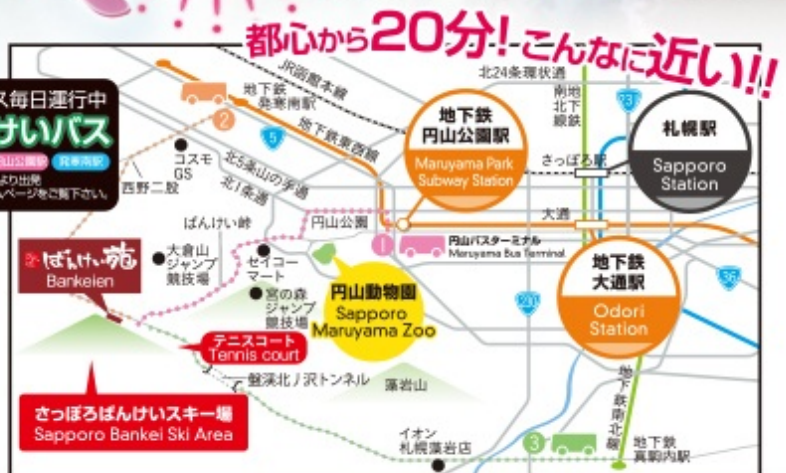 都心から20分!こんなに近い!!
ス毎日運行中
けいバス
円山公園駅 発寒南駅
より出発
ムページをご覧下さい。
JR函館本線
北24条環状通
地下鉄
南北線
地下鉄
発寒南駅
2
5
地下鉄東西線
地下鉄
円山公園駅
Maruyama Park
Subway Station
札幌駅
Sapporo
Station
さっぽろ駅
コスモ
GS
西野二股
北5条山の手通
北1条通
ばんけい峠
円山公園
大通
1
円山バスターミナル
Maruyama Bus Terminal
ばんけい苑
Bankeien
大倉山
ジャンプ
競技場
セイコー
マート
宮の森
ジャンプ
競技場
円山動物園
Sapporo
Maruyama Zoo
地下鉄
大通駅
Odori
Station
230
36
テニスコート
Tennis court
盤渓北ノ沢トンネル
藻岩山
さっぽろばんけいスキー場
Sapporo Bankei Ski Area
イオン
札幌藻岩店
3
地下鉄南北線
地下鉄
真駒内駅